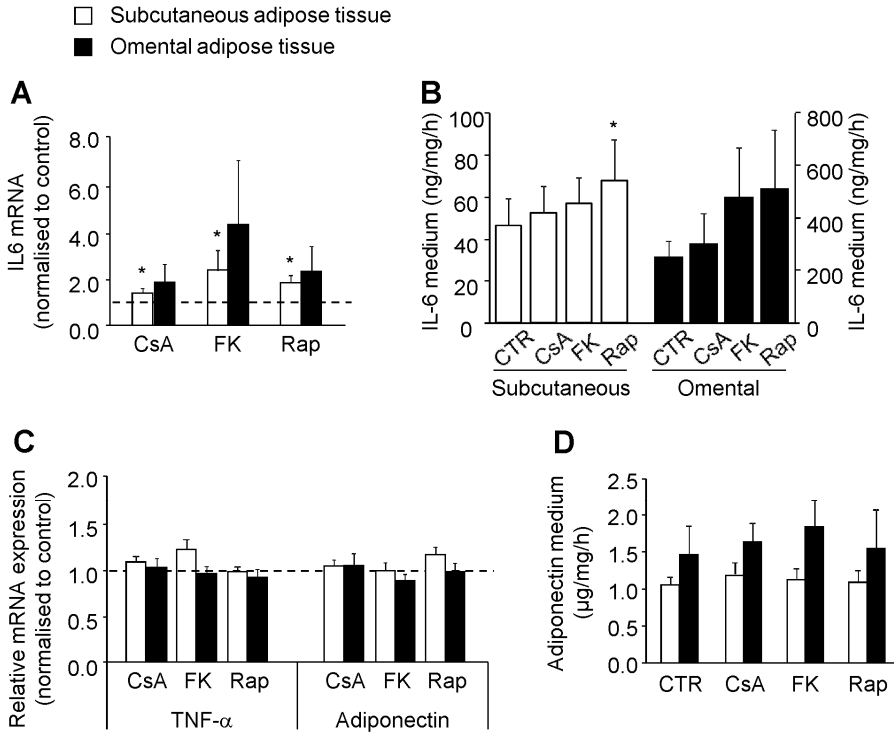 Subcutaneous adipose tissue
Omental adipose tissue
A
IL6 mRNA
(normalised to control)
8.0
6.0
4.0
2.0
0.0
*
*
*
CsA FK Rap
B
IL-6 medium (ng/mg/h)
100
80
60
40
20
0
*
800
600
400
200
0
IL-6 medium (ng/mg/h)
CTR CsA FK Rap CTR CsA FK Rap
Subcutaneous Omental
C
Relative mRNA expression
(normalised to control)
2.0
1.5
1.0
0.5
0.0
CsA FK Rap CsA FK Rap
TNF-α Adiponectin
D
Adiponectin medium
(µg/mg/h)
2.5
2.0
1.5
1.0
0.5
0.0
CTR CsA FK Rap